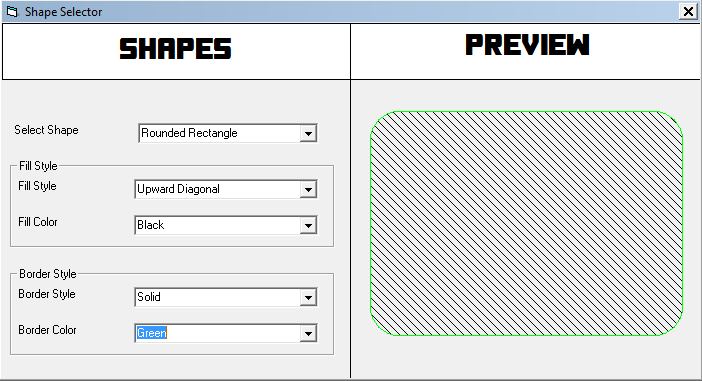 Shape Selector
SHAPES
PREVIEW
Select Shape
Rounded Rectangle
Fill Style
Fill Style
Upward Diagonal
Fill Color
Black
Border Style
Border Style
Solid
Border Color
Green